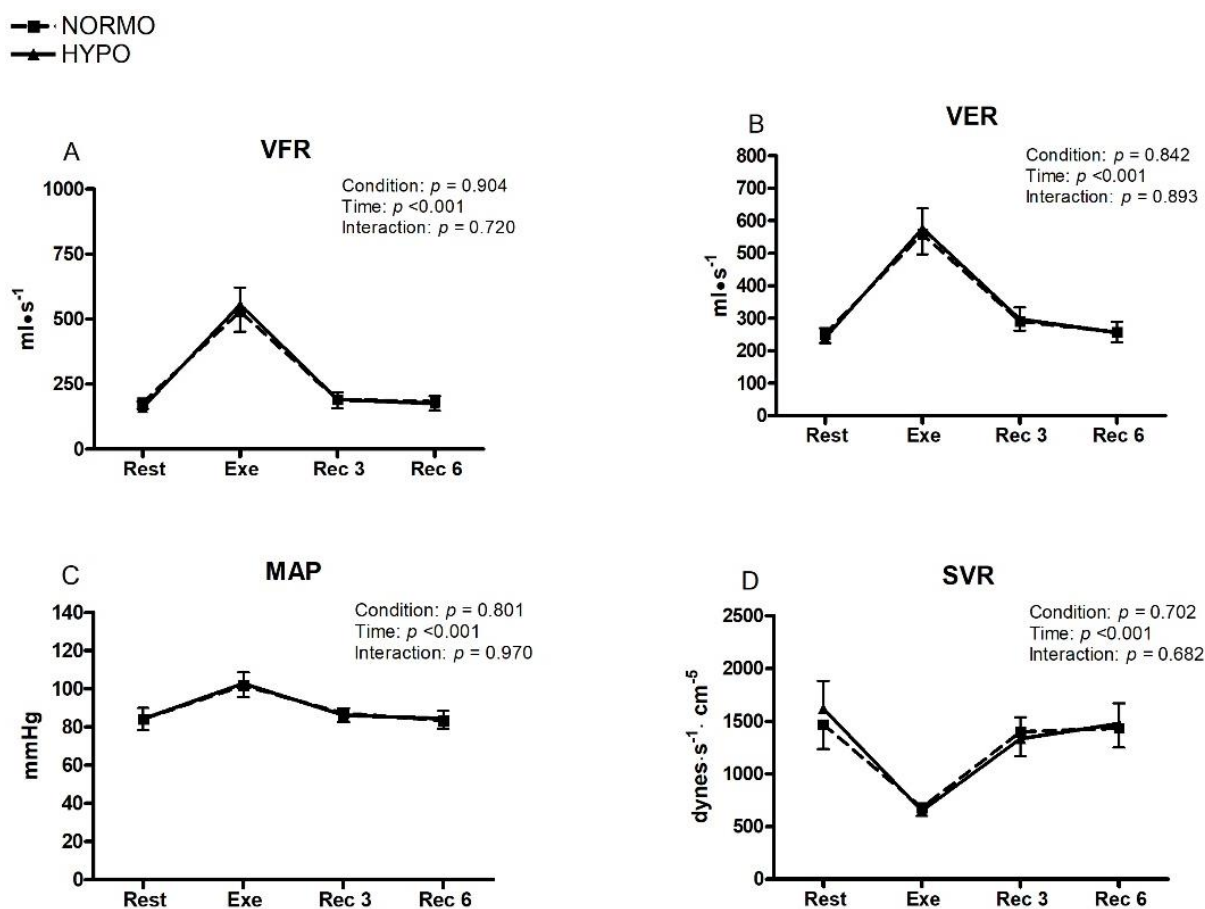 NORMO
HYPO
A
VFR
Condition: p = 0.904
Time: p <0.001
Interaction: p = 0.720
1000
750
500
250
0
ml•s-1
Rest Exe Rec 3 Rec 6
B
VER
Condition: p = 0.842
Time: p <0.001
Interaction: p = 0.893
800
700
600
500
400
300
200
100
0
ml•s-1
Rest Exe Rec 3 Rec 6
C
MAP
Condition: p = 0.801
Time: p <0.001
Interaction: p = 0.970
140
120
100
80
60
40
20
0
mmHg
Rest Exe Rec 3 Rec 6
D
SVR
Condition: p = 0.702
Time: p <0.001
Interaction: p = 0.682
2500
2000
1500
1000
500
0
dynes·s-1· cm-5
Rest Exe Rec 3 Rec 6